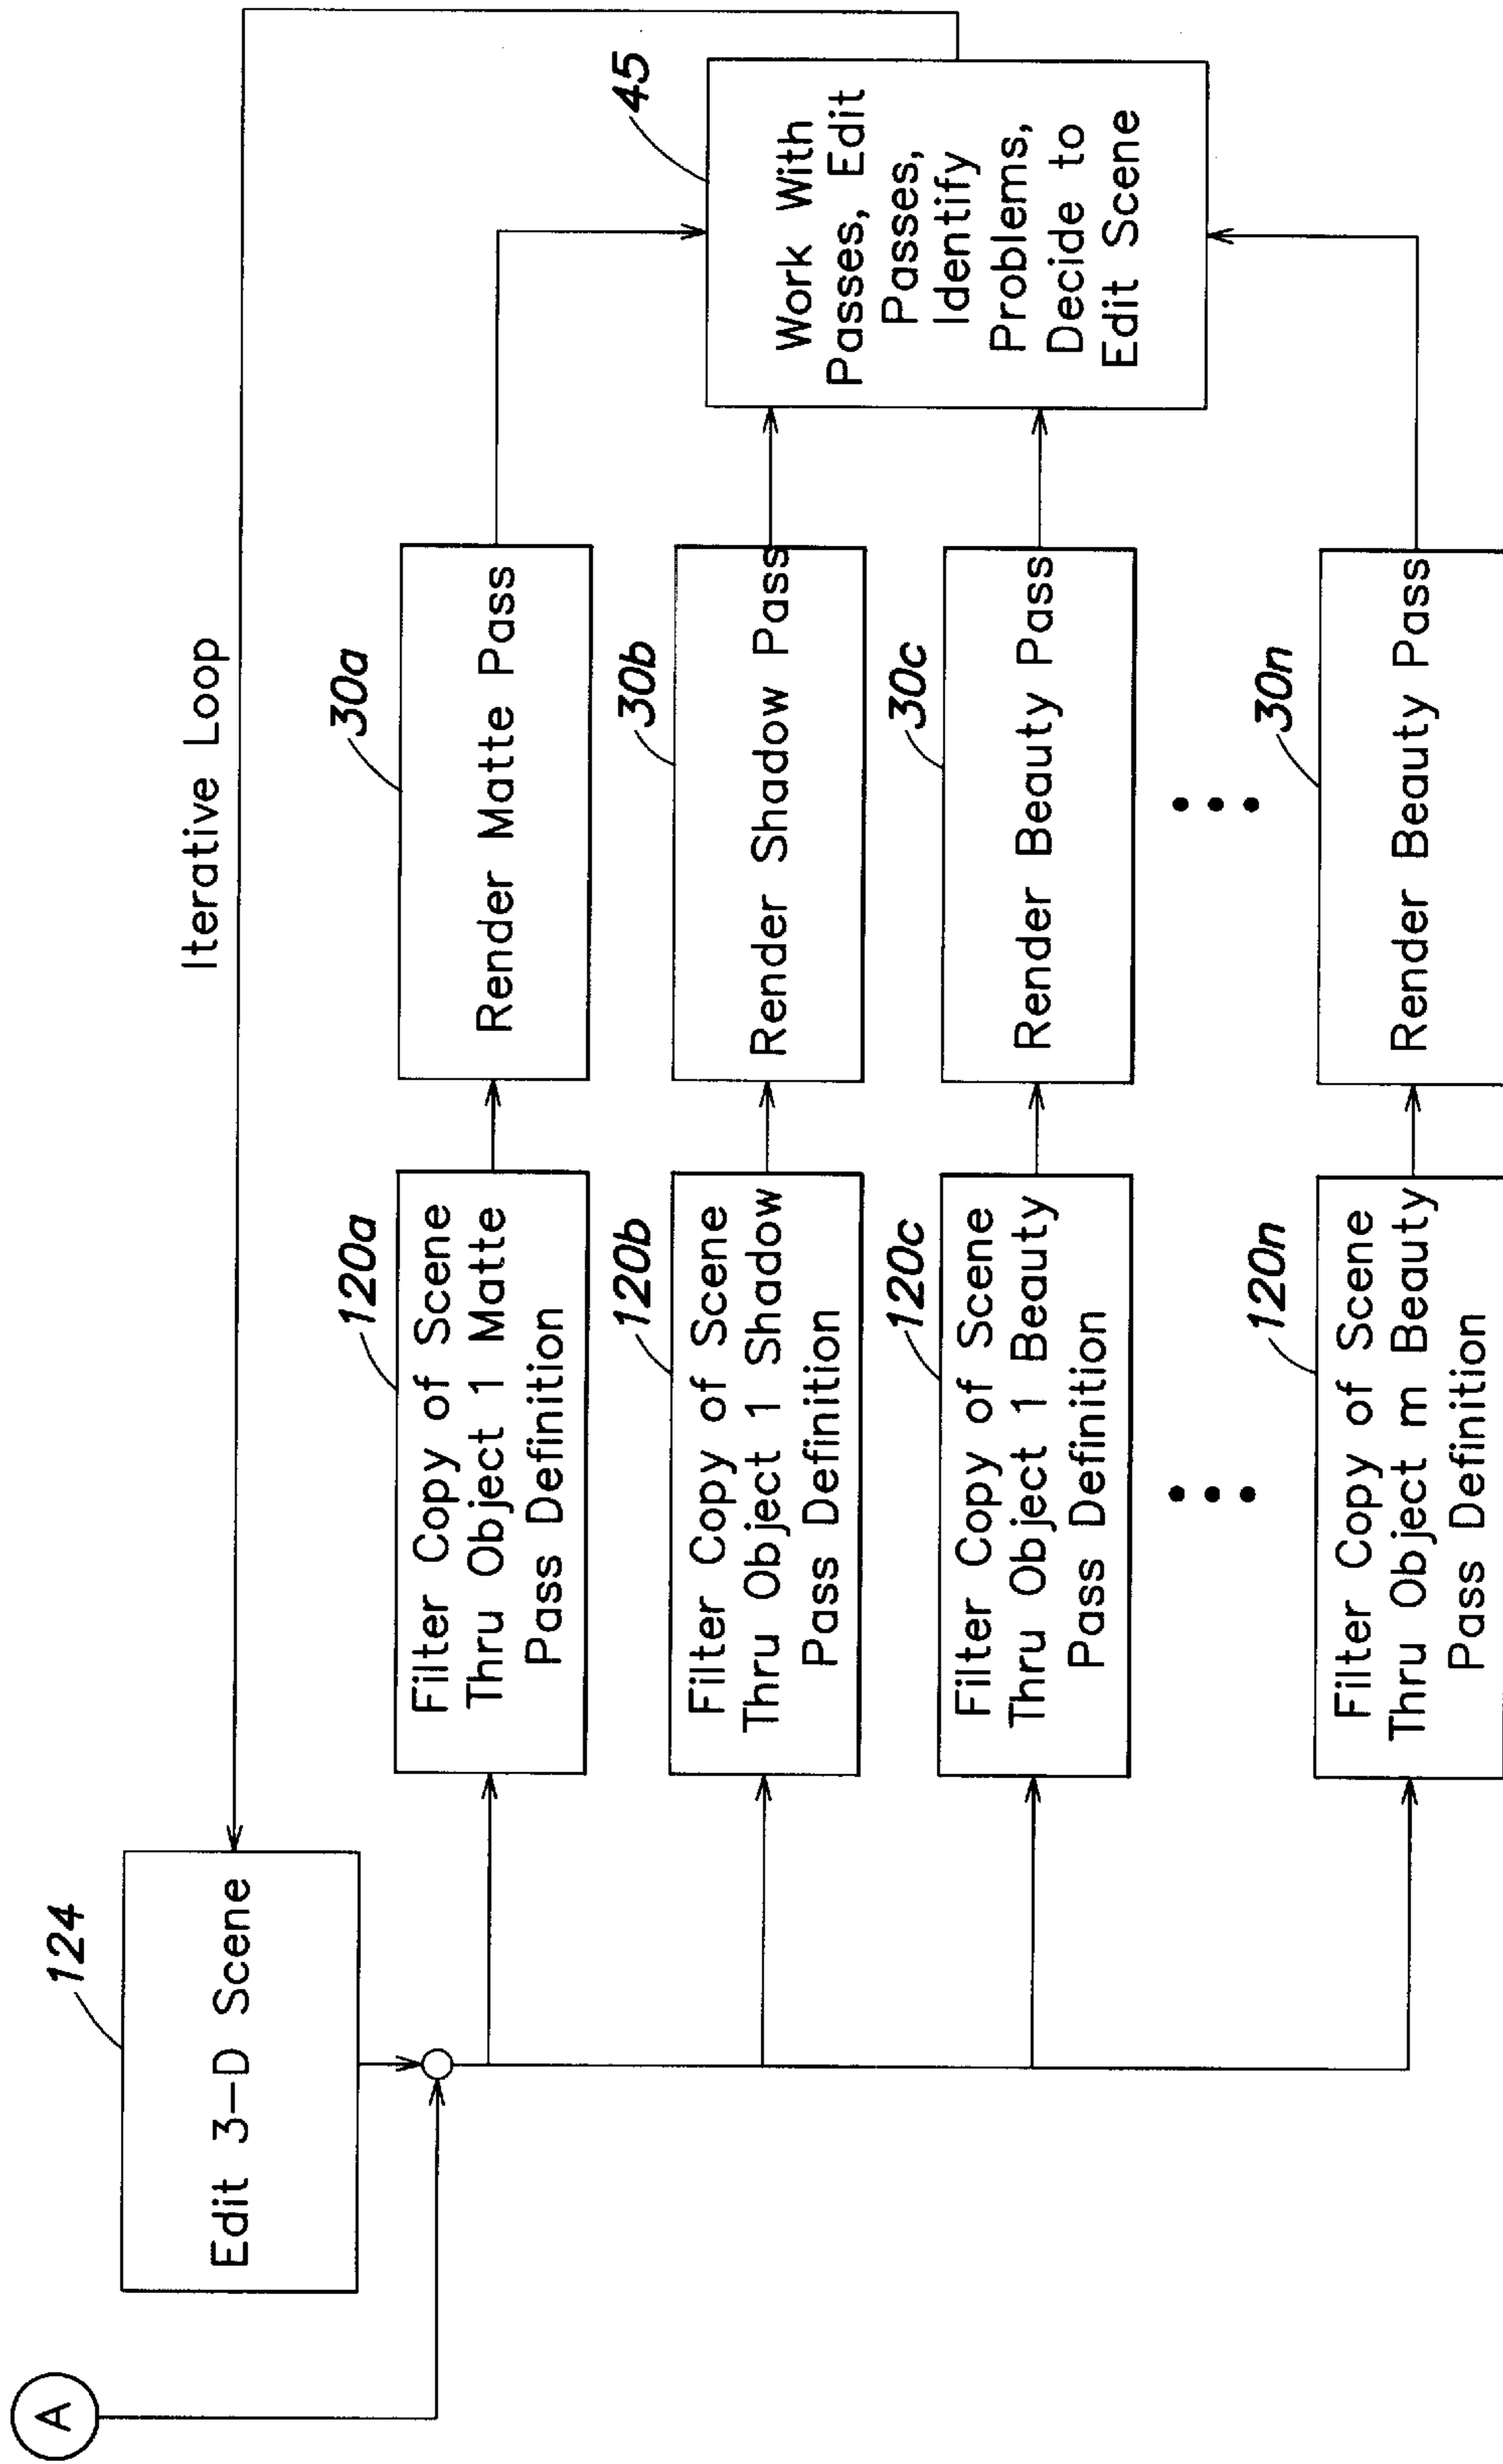 A
124
Edit 3-D Scene
Iterative Loop
120a
Filter Copy of Scene
Thru Object 1 Matte
Pass Definition
30a
Render Matte Pass
120b
Filter Copy of Scene
Thru Object 1 Shadow
Pass Definition
30b
Render Shadow Pass
120c
Filter Copy of Scene
Thru Object 1 Beauty
Pass Definition
30c
Render Beauty Pass
120n
Filter Copy of Scene
Thru Object m Beauty
Pass Definition
30n
Render Beauty Pass
45
Work With
Passes, Edit
Passes,
Identify
Problems,
Decide to
Edit Scene